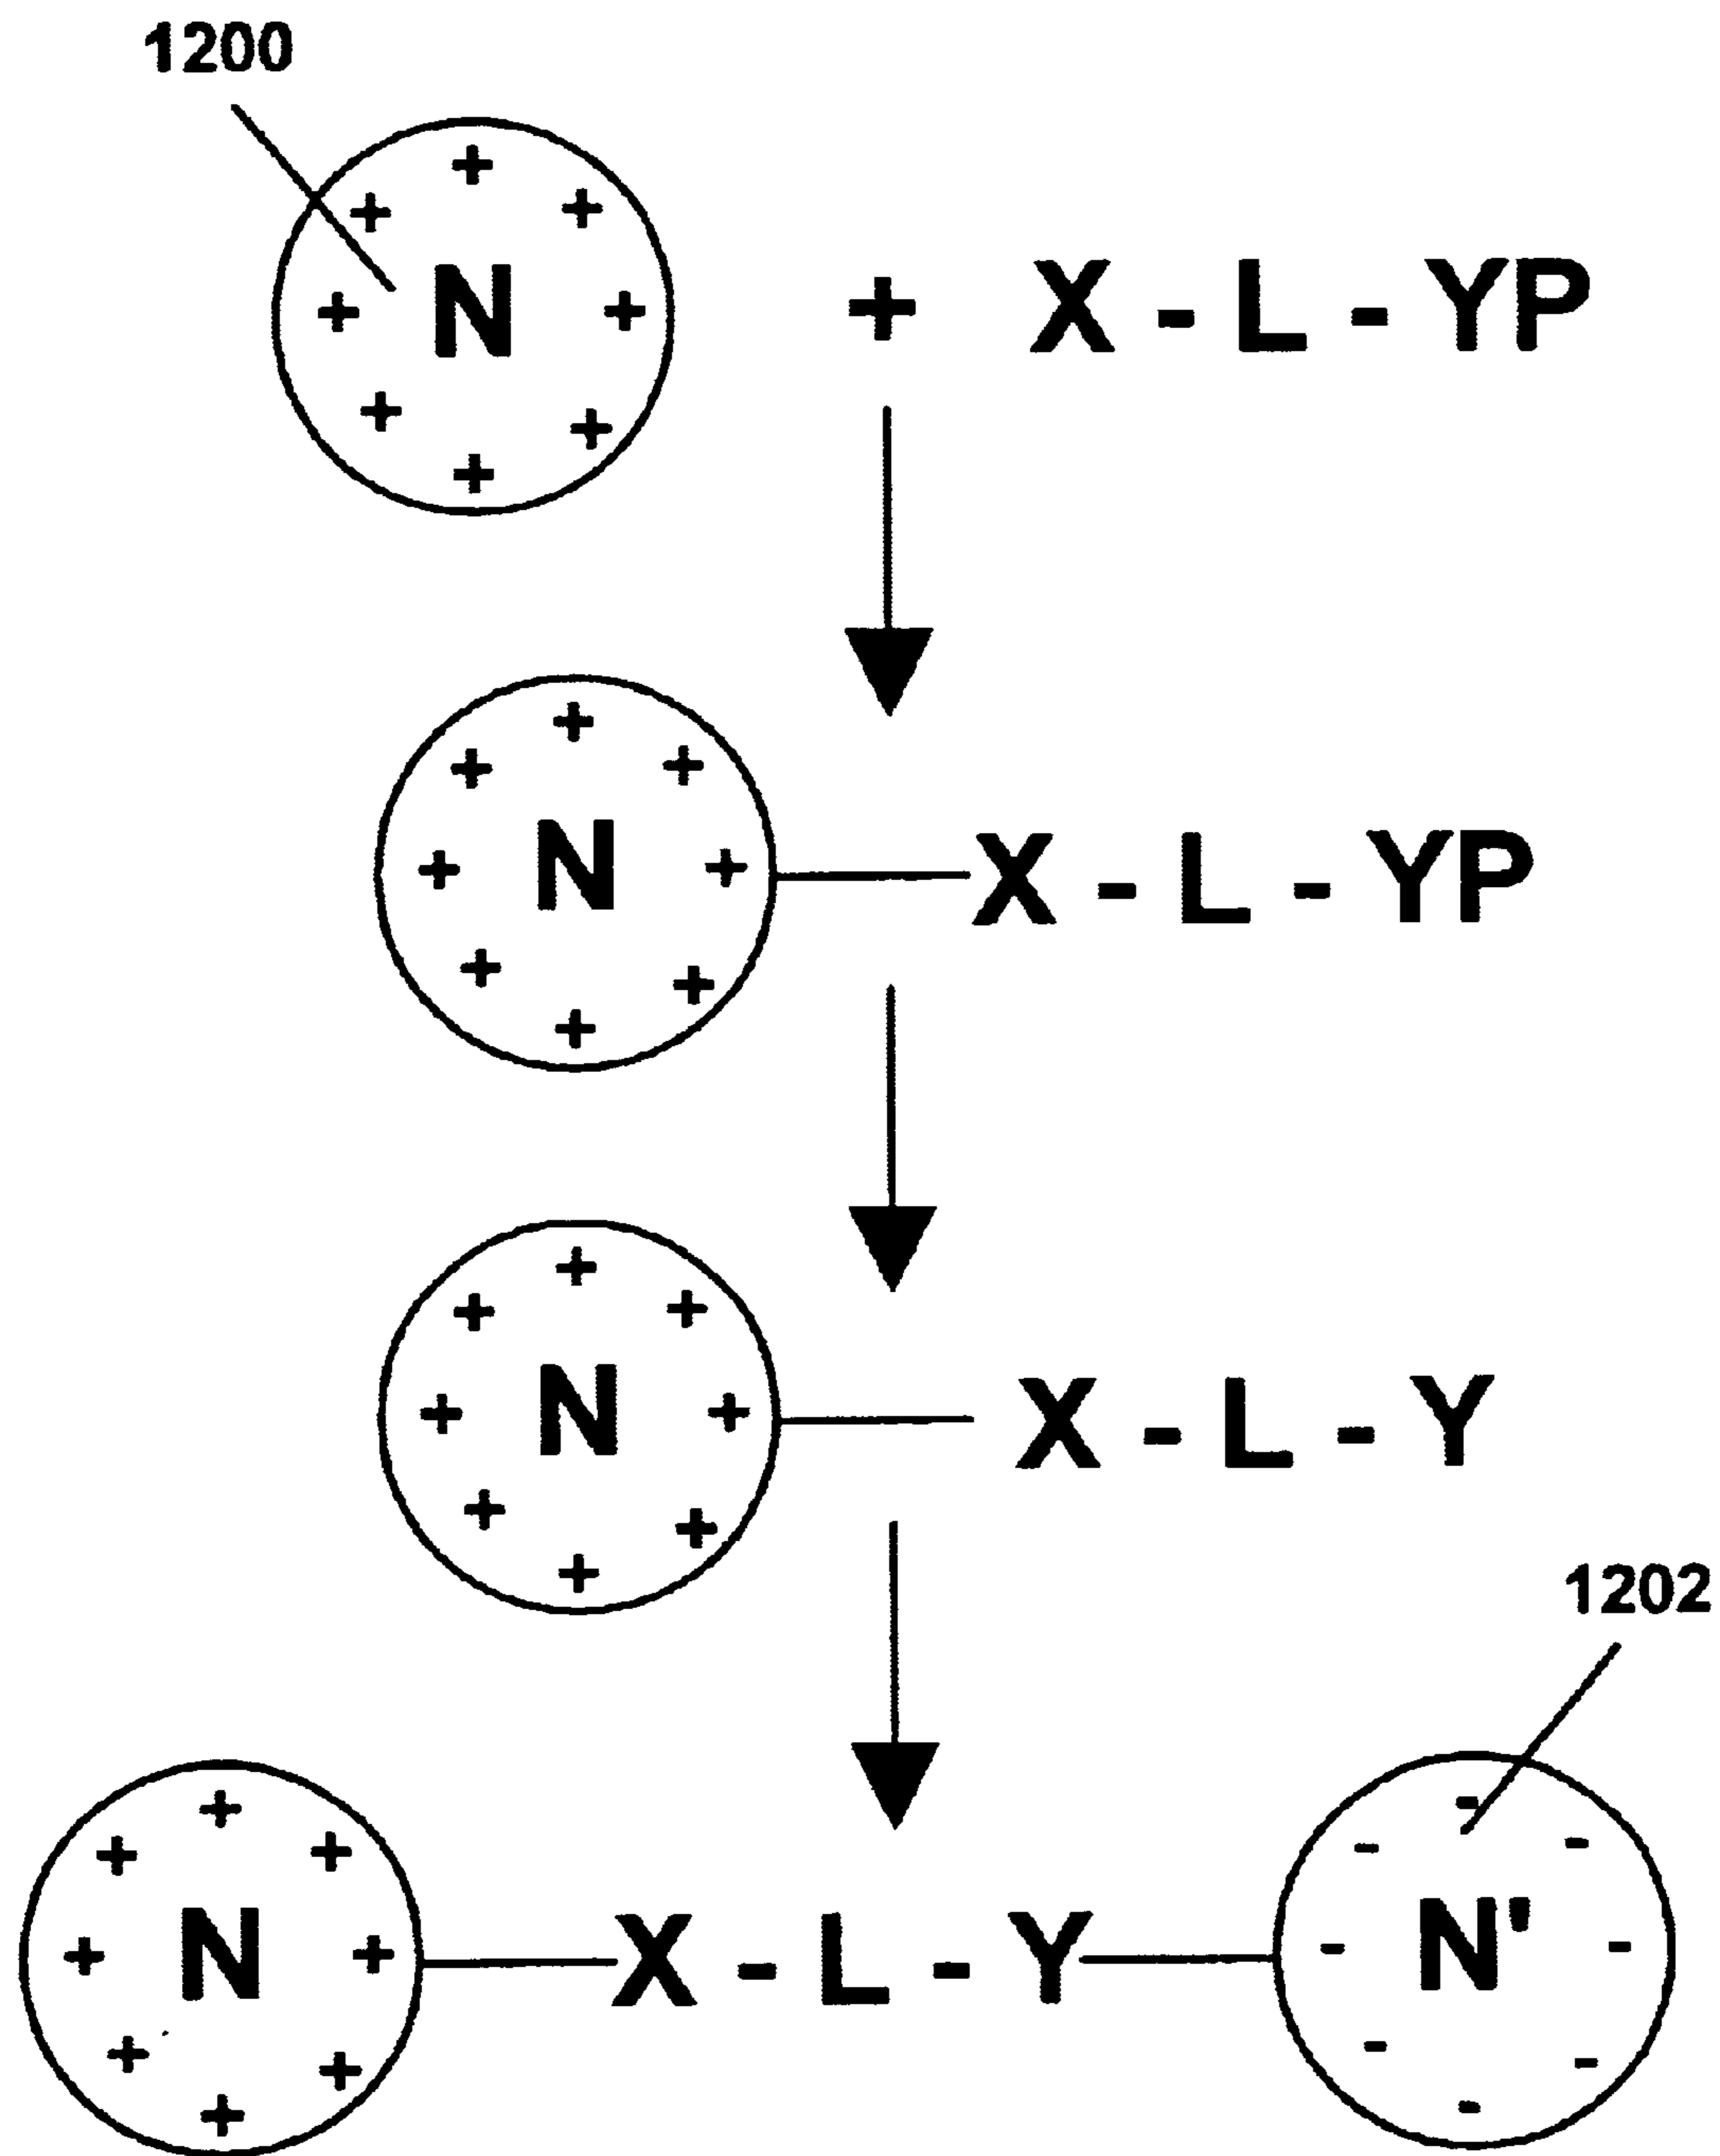 1200
+
+ +
+ N + + X - L - YP
+ +
+
+
+ +
+ N + X - L - YP
+ +
+
+
+ +
+ N + X - L - Y
+ +
+
1202
+ -
+ + - -
+ N + X - L - Y - N' -
+ + - -
+ -